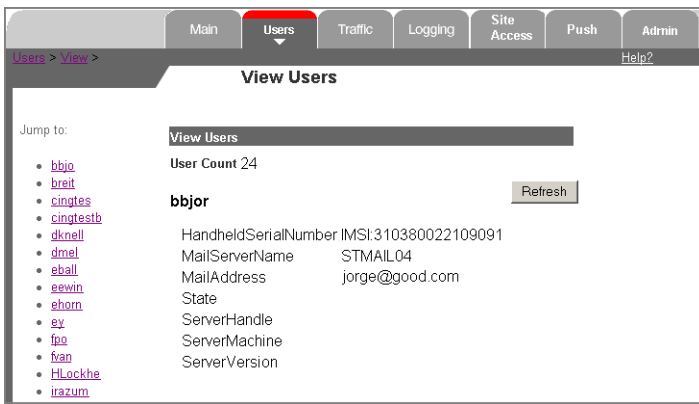 Main Users Traffic Logging Site Access Push Admin
Users > View >
Help?
View Users
Jump to:
bbjo
breit
cingtes
cingtestb
dknell
dmel
eball
eewin
ehorn
ey
fpo
fvan
HLockhe
irazum
View Users
User Count 24
Refresh
bbjor
HandheldSerialNumber IMSI:310380022109091
MailServerName STMAIL04
MailAddress jorge@good.com
State
ServerHandle
ServerMachine
ServerVersion